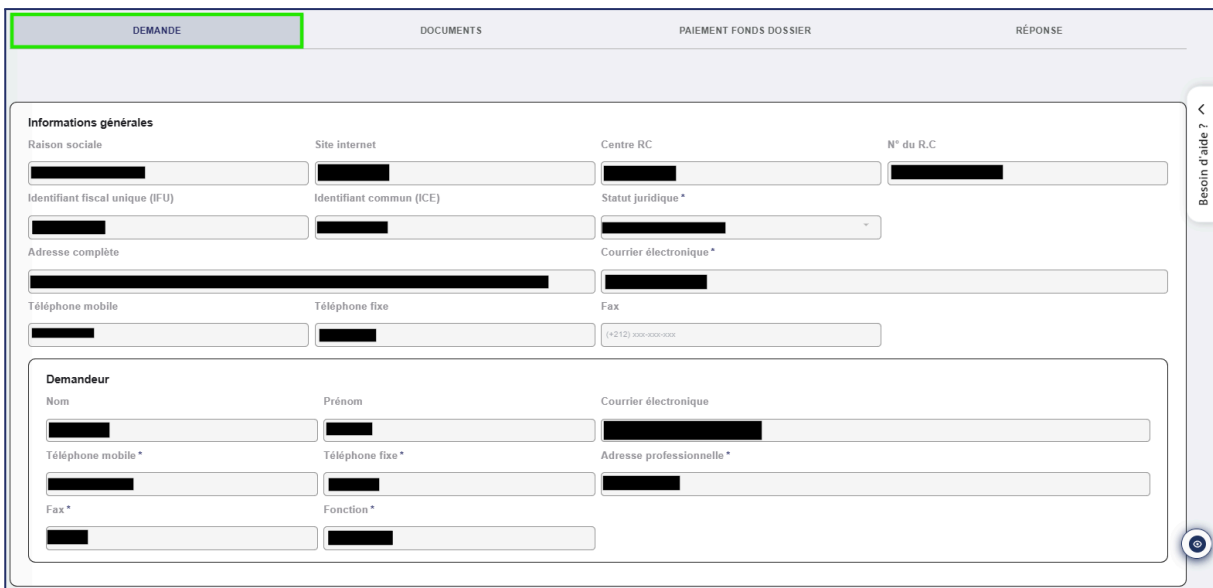 DEMANDE DOCUMENTS PAIEMENT FONDS DOSSIER RÉPONSE
Informations générales
Raison sociale Site internet Centre RC N° du R.C
Identifiant fiscal unique (IFU) Identifiant commun (ICE) Statut juridique *
Adresse complète Courrier électronique *
Téléphone mobile Téléphone fixe Fax
(+212) xxx-xxx-xxx
Demandeur
Nom Prénom Courrier électronique
Téléphone mobile * Téléphone fixe * Adresse professionnelle *
Fax * Fonction *
Besoin d'aide ?